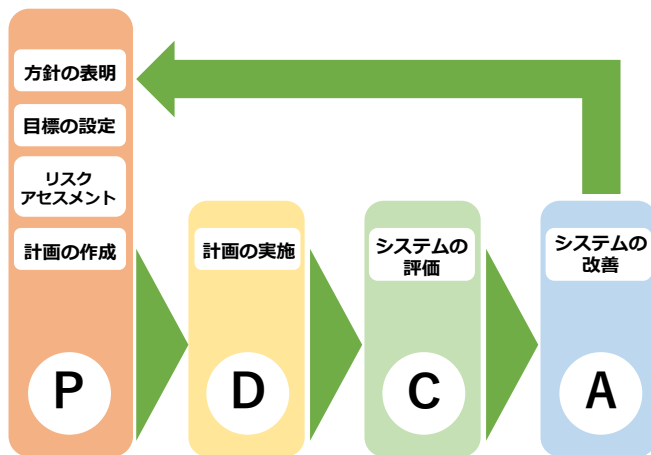 方針の表明
目標の設定
リスク
アセスメント
計画の作成
P
計画の実施
D
システムの
評価
C
システムの
改善
A